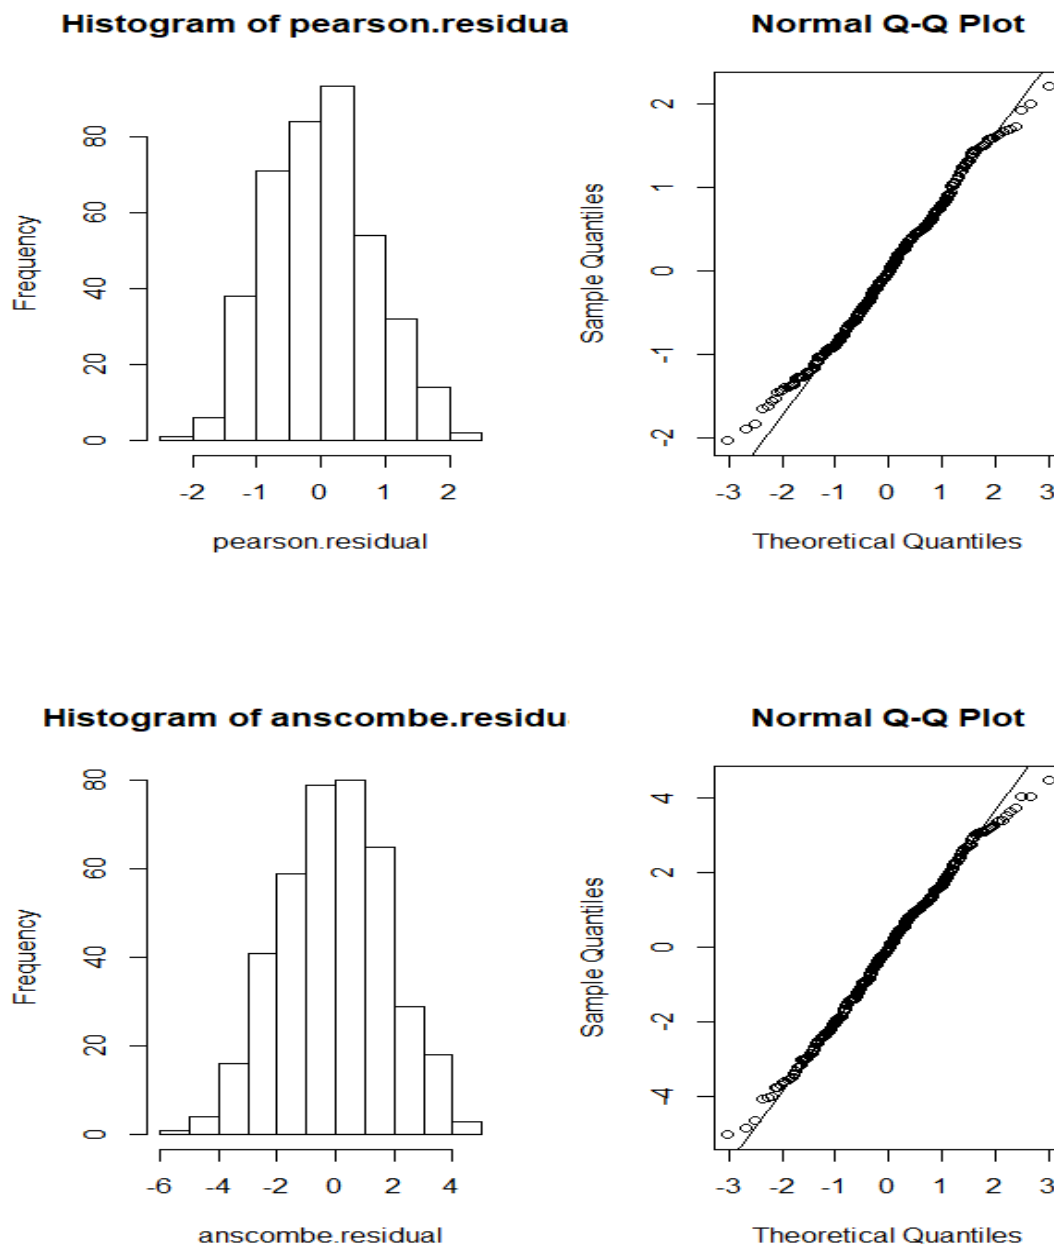 Histogram of pearson.residua
Frequency
0 20 40 60 80
-2 -1 0 1 2
pearson.residual
Normal Q-Q Plot
Sample Quantiles
-2 -1 0 1 2
-3 -2 -1 0 1 2 3
Theoretical Quantiles
Histogram of anscombe.residu
Frequency
0 20 40 60 80
-6 -4 -2 0 2 4
anscombe.residual
Normal Q-Q Plot
Sample Quantiles
-4 -2 0 2 4
-3 -2 -1 0 1 2 3
Theoretical Quantiles